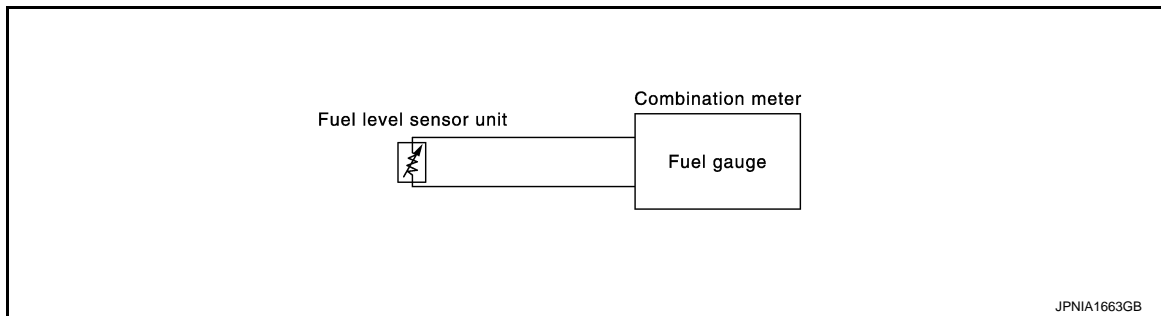 Combination meter
Fuel level sensor unit
Fuel gauge
JPNIA1663GB